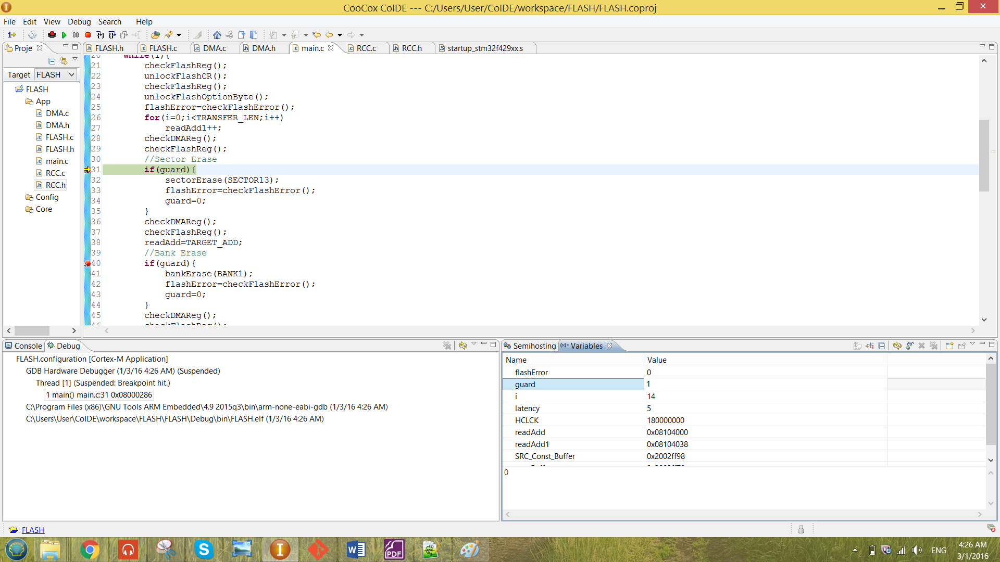 CooCox CoIDE --- C:/Users/User/CoIDE/workspace/FLASH/FLASH.coproj
File Edit View Debug Search Help
Proje
FLASH.h FLASH.c DMA.c DMA.h main.c RCC.c RCC.h startup_stm32f429xx.s
Target FLASH
FLASH
App
DMA.c
DMA.h
FLASH.c
FLASH.h
main.c
RCC.c
RCC.h
Config
Core
20 while(i){
21 checkFlashReg();
22 unlockFlashCR();
23 checkFlashReg();
24 unlockFlashOptionByte();
25 flashError=checkFlashError();
26 for(i=0;i<TRANSFER_LEN;i++)
27 readAdd1++;
28 checkDMAReg();
29 checkFlashReg();
30 //Sector Erase
31 if(guard){
32 sectorErase(SECTOR13);
33 flashError=checkFlashError();
34 guard=0;
35 }
36 checkDMAReg();
37 checkFlashReg();
38 readAdd=TARGET_ADD;
39 //Bank Erase
40 if(guard){
41 bankErase(BANK1);
42 flashError=checkFlashError();
43 guard=0;
44 }
45 checkDMAReg();
46 checkFlashReg();
Console Debug
FLASH.configuration [Cortex-M Application]
GDB Hardware Debugger (1/3/16 4:26 AM) (Suspended)
Thread [1] (Suspended: Breakpoint hit.)
1 main() main.c:31 0x08000286
C:\Program Files (x86)\GNU Tools ARM Embedded\4.9 2015q3\bin\arm-none-eabi-gdb (1/3/16 4:26 AM)
C:\Users\User\CoIDE\workspace\FLASH\FLASH\Debug\bin\FLASH.elf (1/3/16 4:26 AM)
Semihosting Variables
Name Value
flashError 0
guard 1
i 14
latency 5
HCLCK 180000000
readAdd 0x08104000
readAdd1 0x08104038
SRC_Const_Buffer 0x2002ff98
0
FLASH
PDF
ENG
4:26 AM
3/1/2016